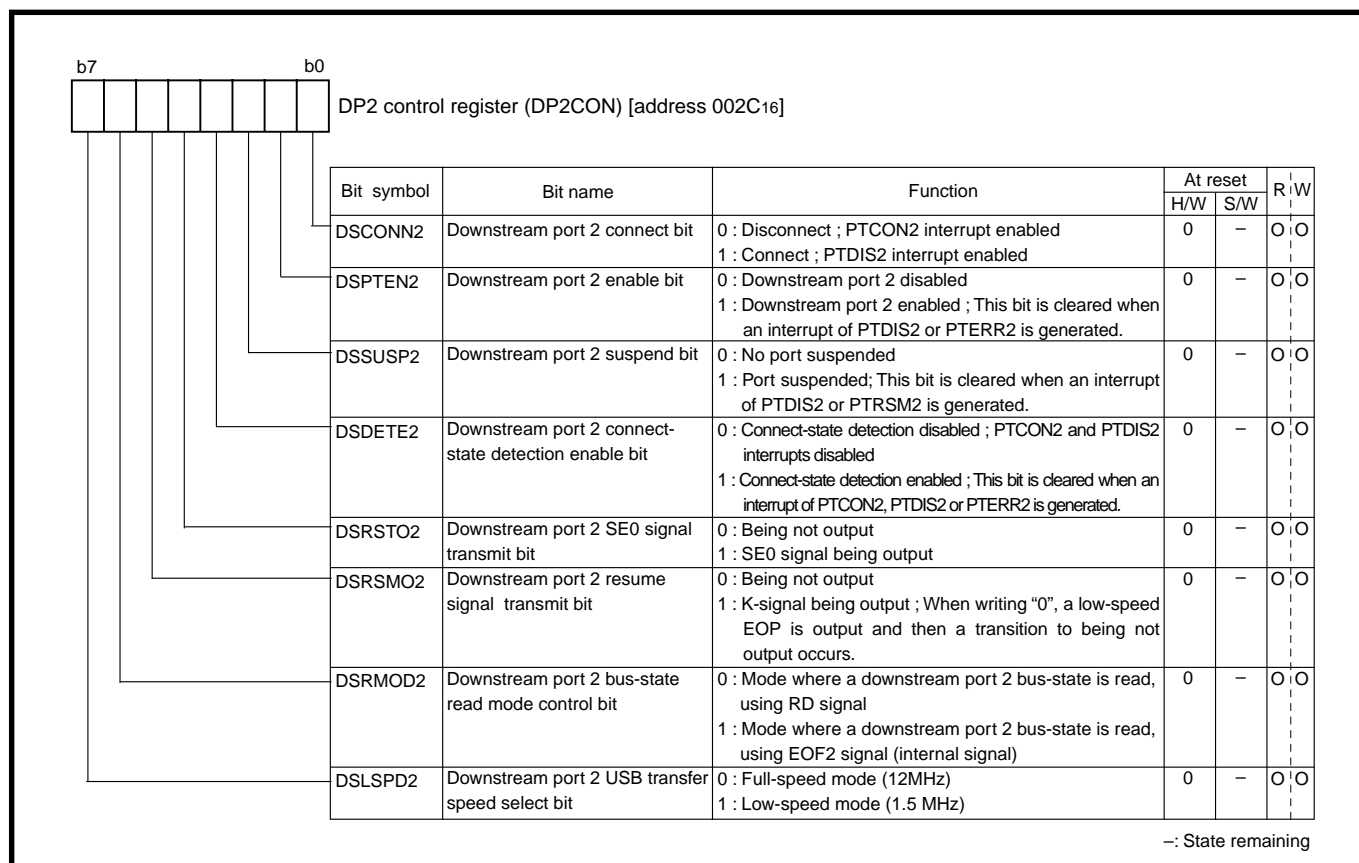 b7 b0
DP2 control register (DP2CON) [address 002C16]
Bit symbol Bit name Function At reset R W
H/W S/W
DSCONN2 Downstream port 2 connect bit 0 : Disconnect ; PTCON2 interrupt enabled 0 – O O
1 : Connect ; PTDIS2 interrupt enabled
DSPTEN2 Downstream port 2 enable bit 0 : Downstream port 2 disabled 0 – O O
1 : Downstream port 2 enabled ; This bit is cleared when
an interrupt of PTDIS2 or PTERR2 is generated.
DSSUSP2 Downstream port 2 suspend bit 0 : No port suspended 0 – O O
1 : Port suspended; This bit is cleared when an interrupt
of PTDIS2 or PTRSM2 is generated.
DSDETE2 Downstream port 2 connect- 0 : Connect-state detection disabled ; PTCON2 and PTDIS2 0 – O O
state detection enable bit interrupts disabled
1 : Connect-state detection enabled ; This bit is cleared when an
interrupt of PTCON2, PTDIS2 or PTERR2 is generated.
DSRSTO2 Downstream port 2 SE0 signal 0 : Being not output 0 – O O
transmit bit 1 : SE0 signal being output
DSRSMO2 Downstream port 2 resume 0 : Being not output 0 – O O
signal transmit bit 1 : K-signal being output ; When writing “0”, a low-speed
EOP is output and then a transition to being not
output occurs.
DSRMOD2 Downstream port 2 bus-state 0 : Mode where a downstream port 2 bus-state is read, 0 – O O
read mode control bit using RD signal
1 : Mode where a downstream port 2 bus-state is read,
using EOF2 signal (internal signal)
DSLSPD2 Downstream port 2 USB transfer 0 : Full-speed mode (12MHz) 0 – O O
speed select bit 1 : Low-speed mode (1.5 MHz)
–: State remaining